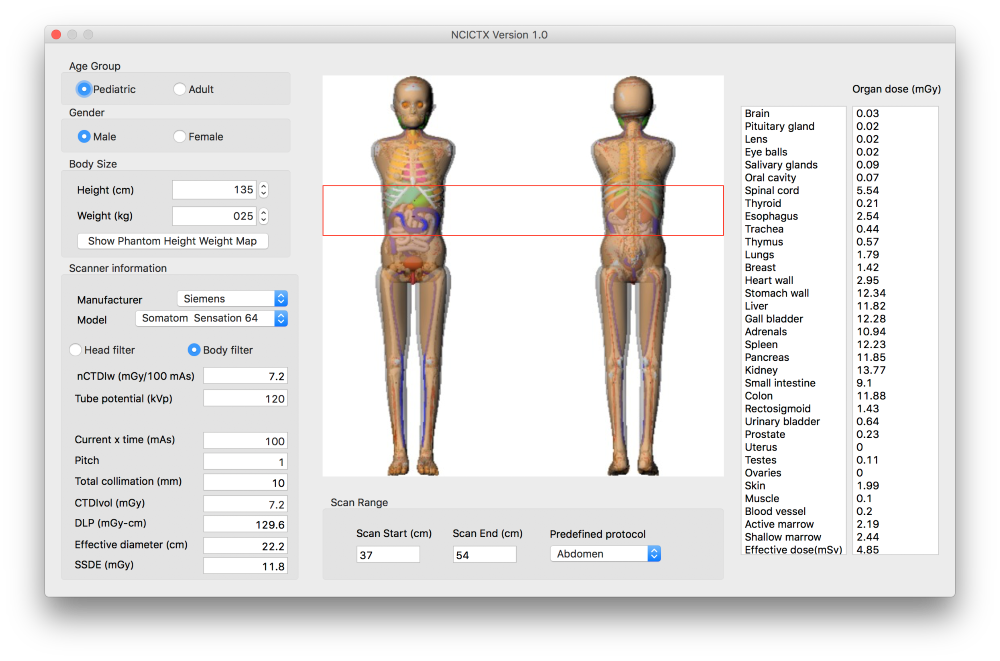 NCICTX Version 1.0
Age Group
Pediatric Adult
Gender
Male Female
Body Size
Height (cm) 135
Weight (kg) 025
Show Phantom Height Weight Map
Scanner information
Manufacturer Siemens
Model Somatom Sensation 64
Head filter Body filter
nCTDIw (mGy/100 mAs) 7.2
Tube potential (kVp) 120
Current x time (mAs) 100
Pitch 1
Total collimation (mm) 10
CTDIvol (mGy) 7.2
DLP (mGy-cm) 129.6
Effective diameter (cm) 22.2
SSDE (mGy) 11.8
Scan Range
Scan Start (cm) Scan End (cm) Predefined protocol
37 54 Abdomen
Organ dose (mGy)
Brain 0.03
Pituitary gland 0.02
Lens 0.02
Eye balls 0.02
Salivary glands 0.09
Oral cavity 0.07
Spinal cord 5.54
Thyroid 0.21
Esophagus 2.54
Trachea 0.44
Thymus 0.57
Lungs 1.79
Breast 1.42
Heart wall 2.95
Stomach wall 12.34
Liver 11.82
Gall bladder 12.28
Adrenals 10.94
Spleen 12.23
Pancreas 11.85
Kidney 13.77
Small intestine 9.1
Colon 11.88
Rectosigmoid 1.43
Urinary bladder 0.64
Prostate 0.23
Uterus 0
Testes 0.11
Ovaries 0
Skin 1.99
Muscle 0.1
Blood vessel 0.2
Active marrow 2.19
Shallow marrow 2.44
Effective dose(mSv) 4.85